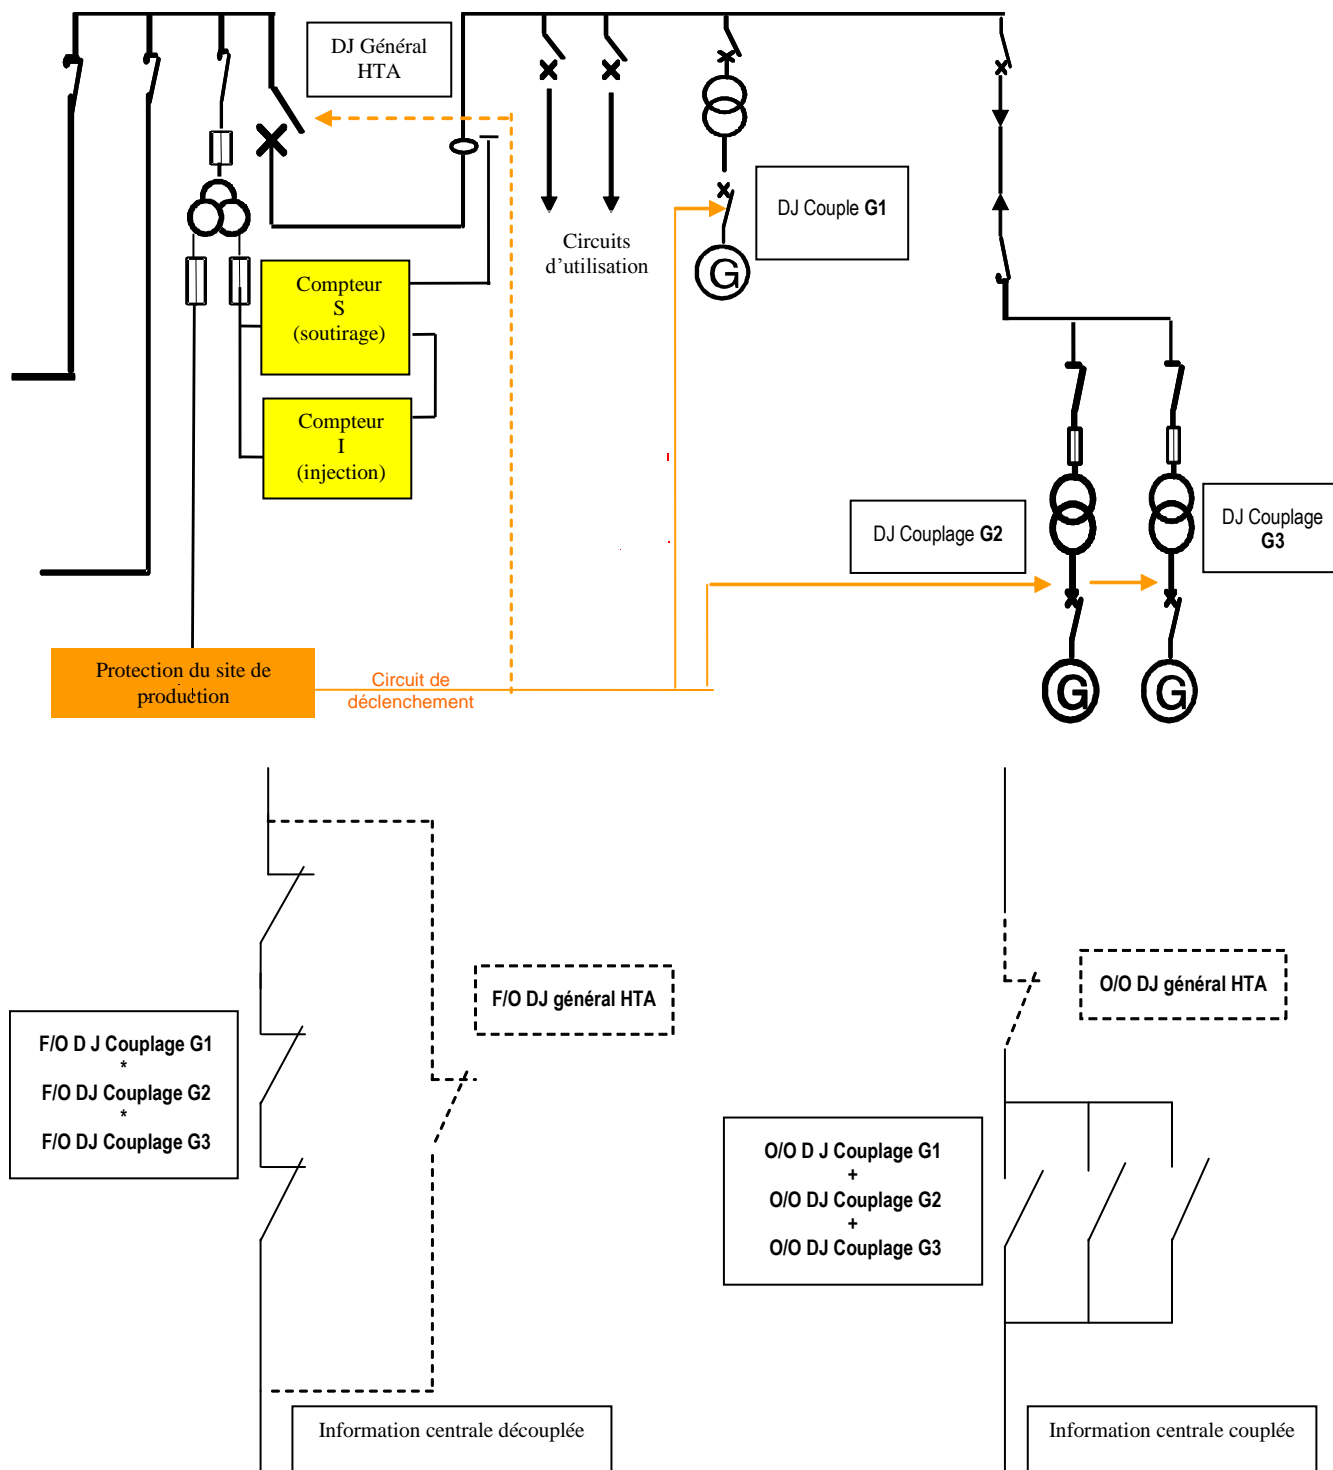 DJ Général
HTA
DJ Couple G1
Circuits
d'utilisation
G
Compteur
S
(soutirage)
Compteur
I
(injection)
DJ Couplage G2
DJ Couplage
G3
Protection du site de
production
Circuit de
déclenchement
G
G
F/O DJ général HTA
O/O DJ général HTA
F/O D J Couplage G1
*
F/O DJ Couplage G2
*
F/O DJ Couplage G3
O/O D J Couplage G1
+
O/O DJ Couplage G2
+
O/O DJ Couplage G3
Information centrale découplée
Information centrale couplée